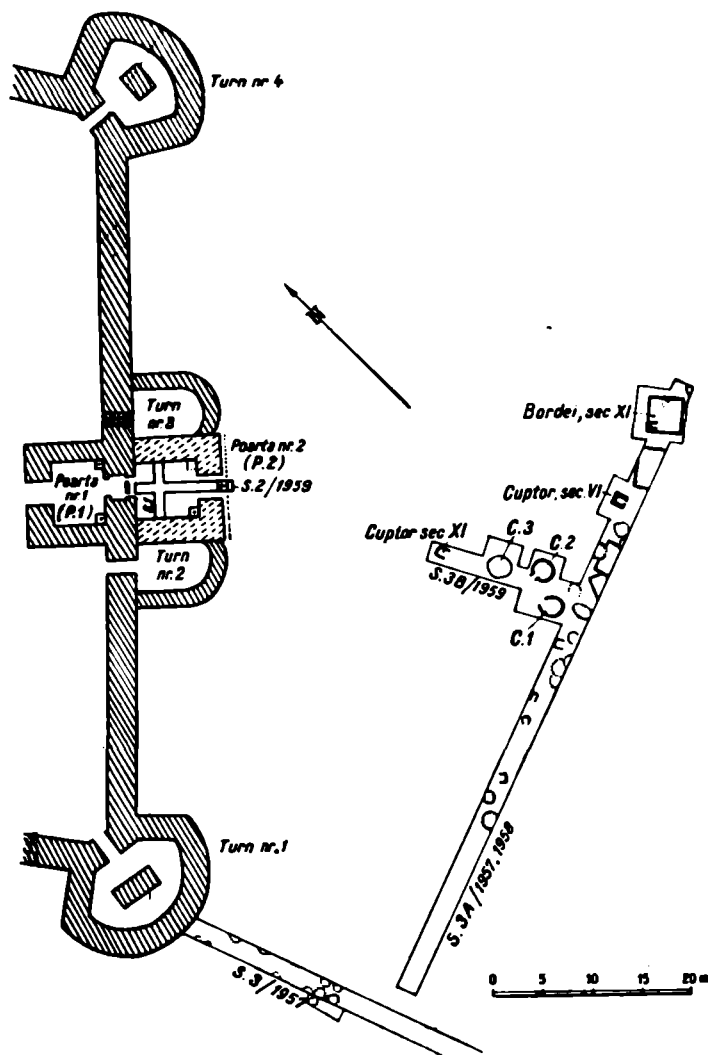 Turn nr 4
N
Turn
nr.3
Poarta nr.2
(P.2)
Poarta
nr.1
(P.1)
S.2/1959
Turn
nr.2
Bordei, sec XI
Cuptor, sec. VI
Cuptor sec XI
C.3
C.2
S.3B/1959
C.1
Turn nr.1
S.3A/1957, 1958
S.3/1957
0 5 10 15 20 m